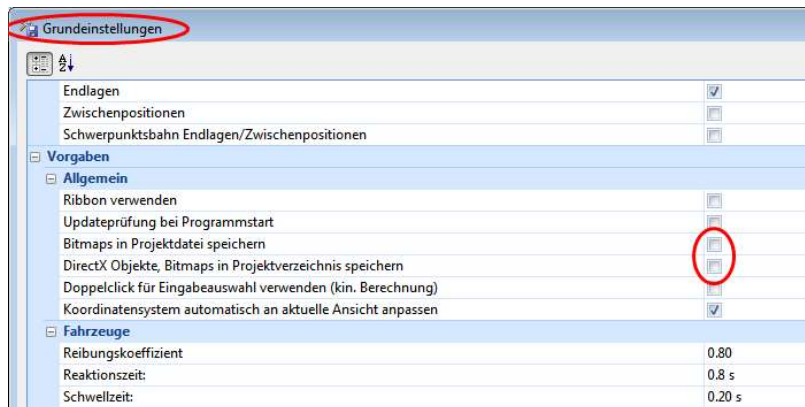 Grundeinstellungen
Endlagen
Zwischenpositionen
Schwerpunktsbahn Endlagen/Zwischenpositionen
Vorgaben
Allgemein
Ribbon verwenden
Updateprüfung bei Programmstart
Bitmaps in Projektdatei speichern
DirectX Objekte, Bitmaps in Projektverzeichnis speichern
Doppelclick für Eingabeauswahl verwenden (kin. Berechnung)
Koordinatensystem automatisch an aktuelle Ansicht anpassen
Fahrzeuge
Reibungskoeffizient 0.80
Reaktionszeit: 0.8 s
Schwellzeit: 0.20 s